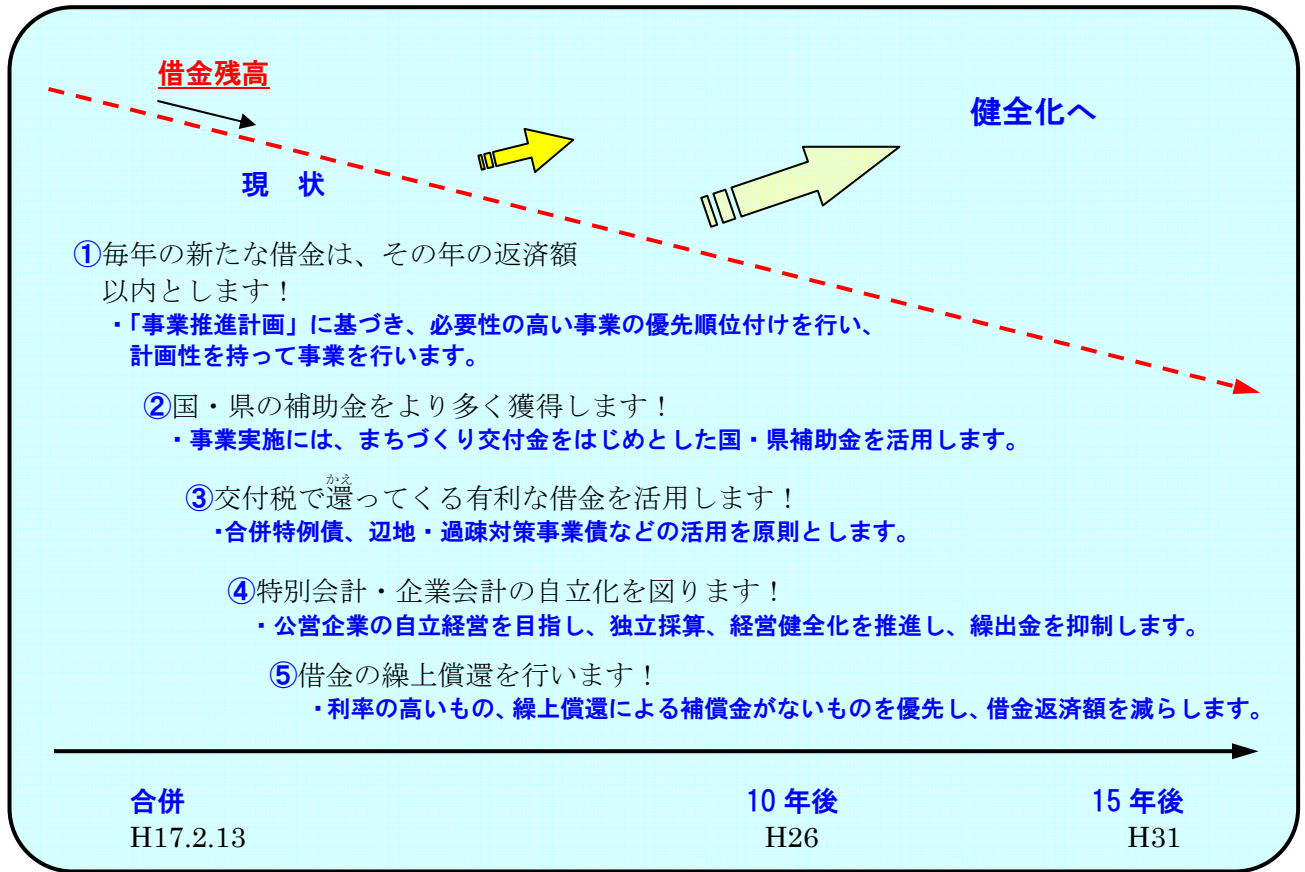 借金残高
健全化へ
現　状
①毎年の新たな借金は、その年の返済額
以内とします！
・「事業推進計画」に基づき、必要性の高い事業の優先順位付けを行い、
計画性を持って事業を行います。
②国・県の補助金をより多く獲得します！
・事業実施には、まちづくり交付金をはじめとした国・県補助金を活用します。
かえ
③交付税で還ってくる有利な借金を活用します！
・合併特例債、辺地・過疎対策事業債などの活用を原則とします。
④特別会計・企業会計の自立化を図ります！
・公営企業の自立経営を目指し、独立採算、経営健全化を推進し、繰出金を抑制します。
⑤借金の繰上償還を行います！
・利率の高いもの、繰上償還による補償金がないものを優先し、借金返済額を減らします。
合併　10 年後　15 年後
H17.2.13　H26　H31